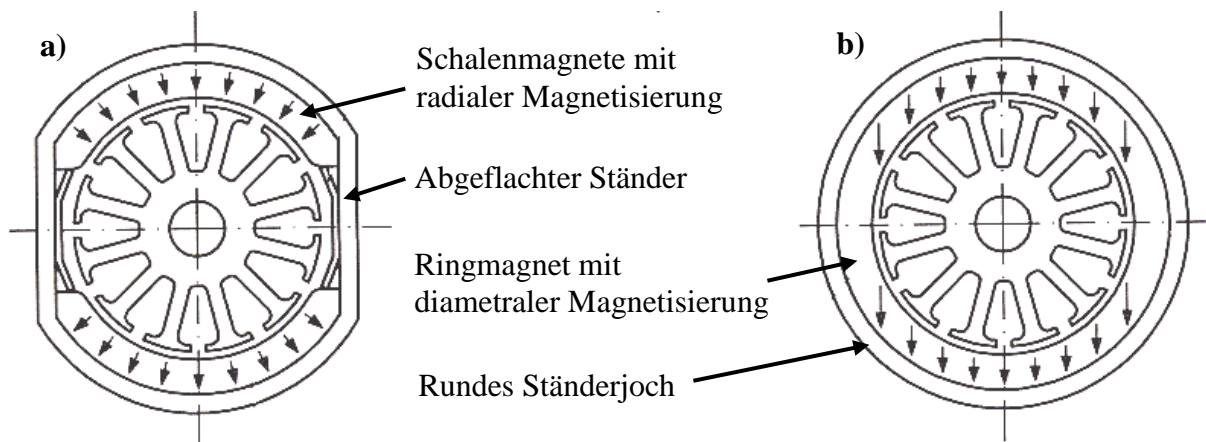 a)
Schalenmagnete mit
radialer Magnetisierung
Abgeflachter Ständer
Ringmagnet mit
diametraler Magnetisierung
Rundes Ständerjoch
b)